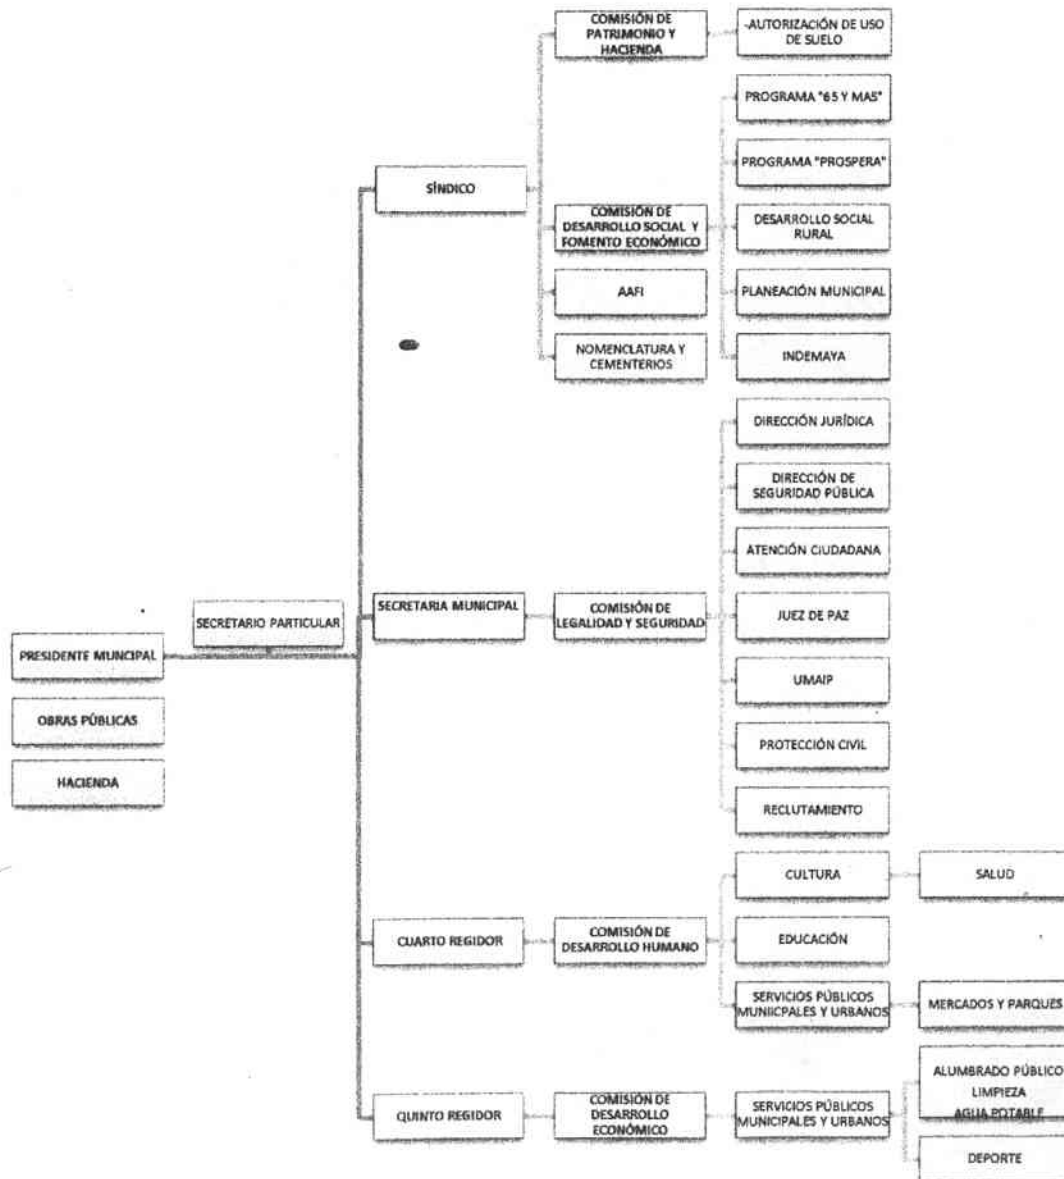 COMISIÓN DE
PATRIMONIO Y
HACIENDA
-AUTORIZACIÓN DE USO
DE SUELO
PROGRAMA "65 Y MAS"
PROGRAMA "PROSPERA"
SÍNDICO
COMISIÓN DE
DESARROLLO SOCIAL Y
FOMENTO ECONÓMICO
DESARROLLO SOCIAL
RURAL
AAFI
PLANEACIÓN MUNICIPAL
NOMENCLATURA Y
CEMENTERIOS
INDEMAYA
DIRECCIÓN JURÍDICA
DIRECCIÓN DE
SEGURIDAD PÚBLICA
ATENCIÓN CIUDADANA
SECRETARIO PARTICULAR
SECRETARIA MUNICIPAL
COMISIÓN DE
LEGALIDAD Y SEGURIDAD
JUEZ DE PAZ
PRESIDENTE MUNCIPAL
UMAIP
OBRAS PÚBLICAS
PROTECCIÓN CIVIL
HACIENDA
RECLUTAMIENTO
CULTURA
SALUD
CUARTO REGIDOR
COMISIÓN DE
DESARROLLO HUMANO
EDUCACIÓN
SERVICIOS PÚBLICOS
MUNIICPALES Y URBANOS
MERCADOS Y PARQUES
QUINTO REGIDOR
COMISIÓN DE
DESARROLLO
ECONÓMICO
SERVICIOS PÚBLICOS
MUNICIPALES Y URBANOS
ALUMBRADO PÚBLICO
LIMPIEZA
AGUA POTABLE
DEPORTE